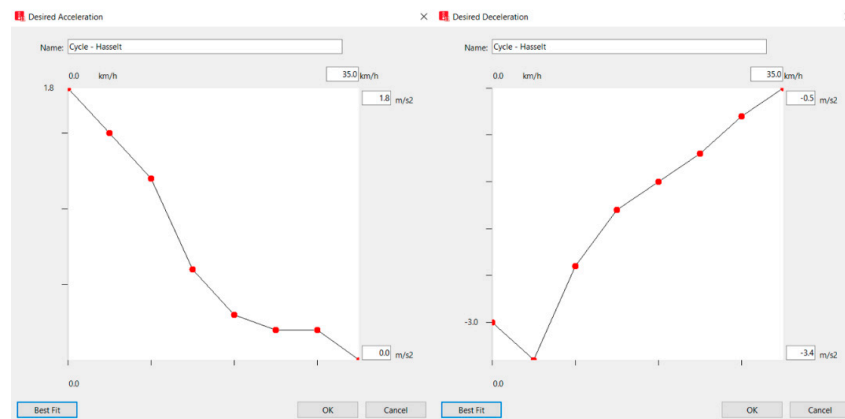 Desired Acceleration
Name: Cycle - Hasselt
0.0 km/h 35.0 km/h
1.8
1.8 m/s2
0.0 m/s2
0.0
Best Fit OK Cancel
Desired Deceleration
Name: Cycle - Hasselt
0.0 km/h 35.0 km/h
-0.5 m/s2
-3.0
-3.4 m/s2
0.0
Best Fit OK Cancel